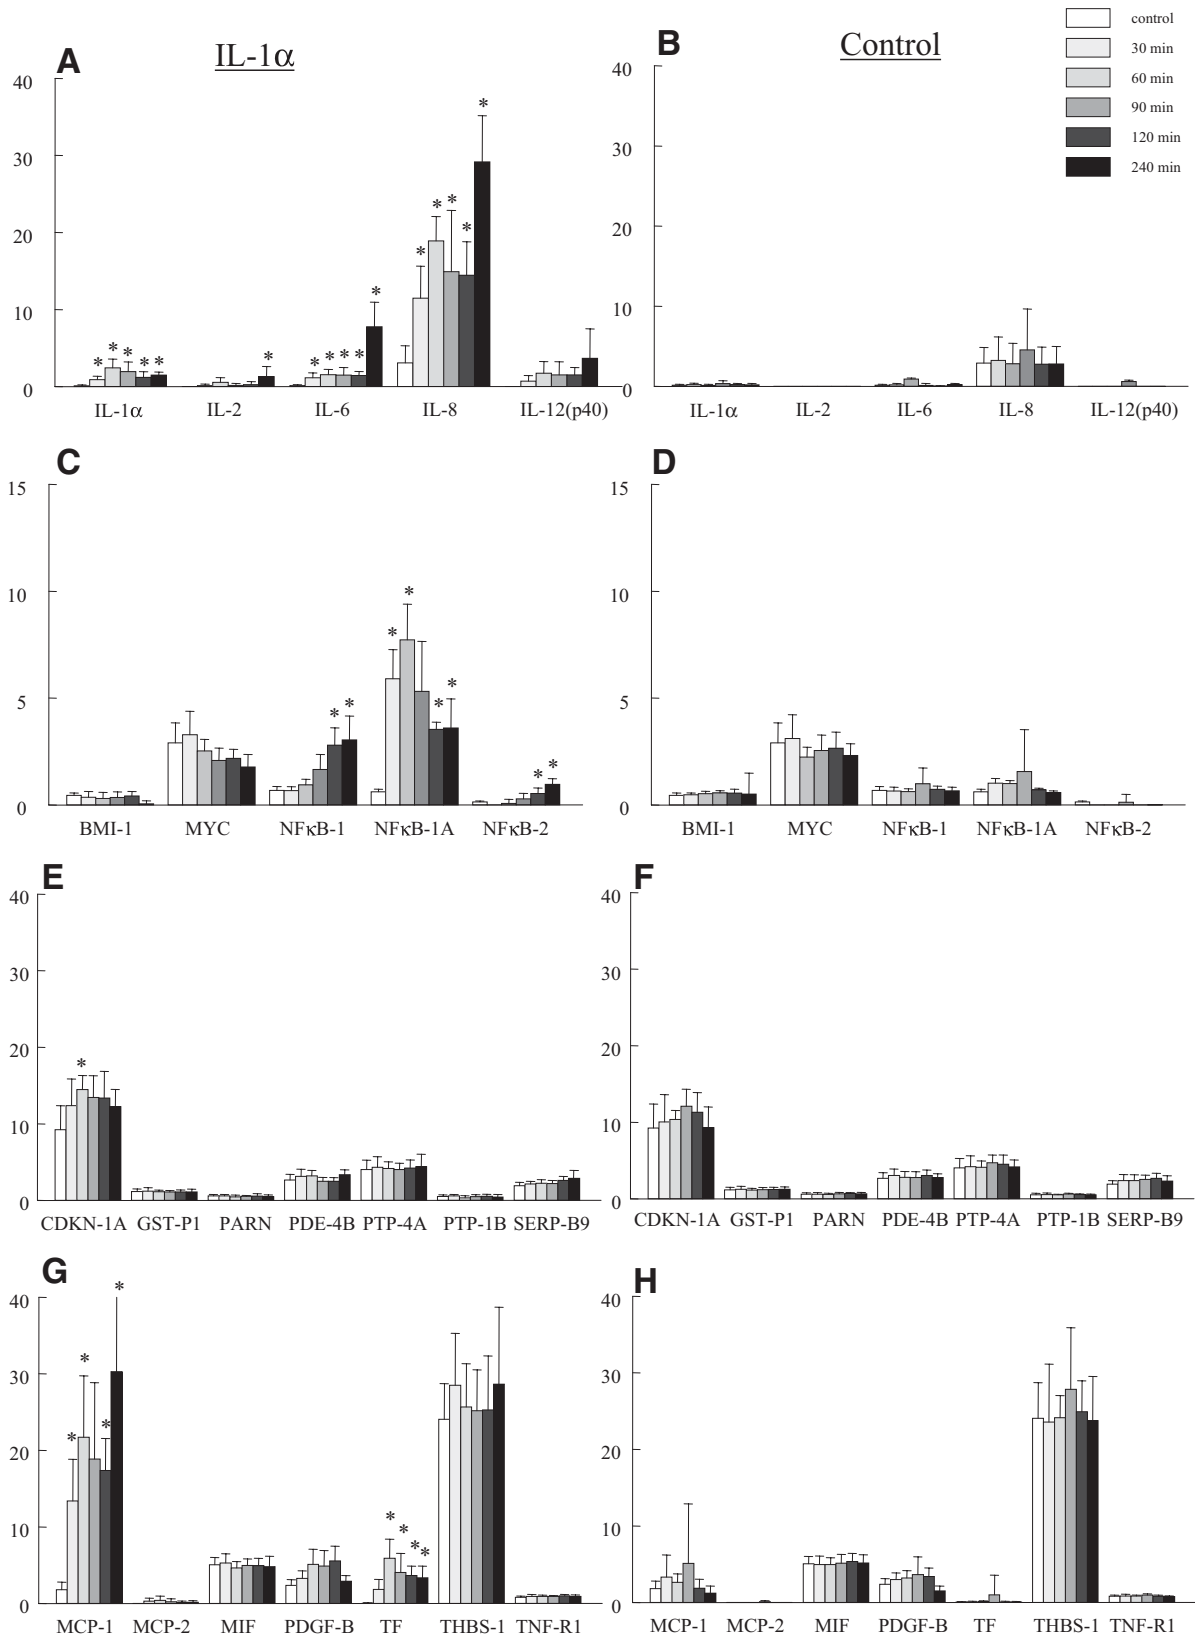 control
30 min
60 min
90 min
120 min
240 min
A IL-1α
B Control
40 40
30 30
20 20
10 10
0 0
* * * * * * * * * * * * * * * *
IL-1α IL-2 IL-6 IL-8 IL-12(p40)
IL-1α IL-2 IL-6 IL-8 IL-12(p40)
C D
15 15
10 10
5 5
0 0
* * * * * * * *
BMI-1 MYC NFκB-1 NFκB-1A NFκB-2
BMI-1 MYC NFκB-1 NFκB-1A NFκB-2
E F
40 40
30 30
20 20
10 10
0 0
*
CDKN-1A GST-P1 PARN PDE-4B PTP-4A PTP-1B SERP-B9
CDKN-1A GST-P1 PARN PDE-4B PTP-4A PTP-1B SERP-B9
G H
40 40
30 30
20 20
10 10
0 0
* * * * * * * *
MCP-1 MCP-2 MIF PDGF-B TF THBS-1 TNF-R1
MCP-1 MCP-2 MIF PDGF-B TF THBS-1 TNF-R1